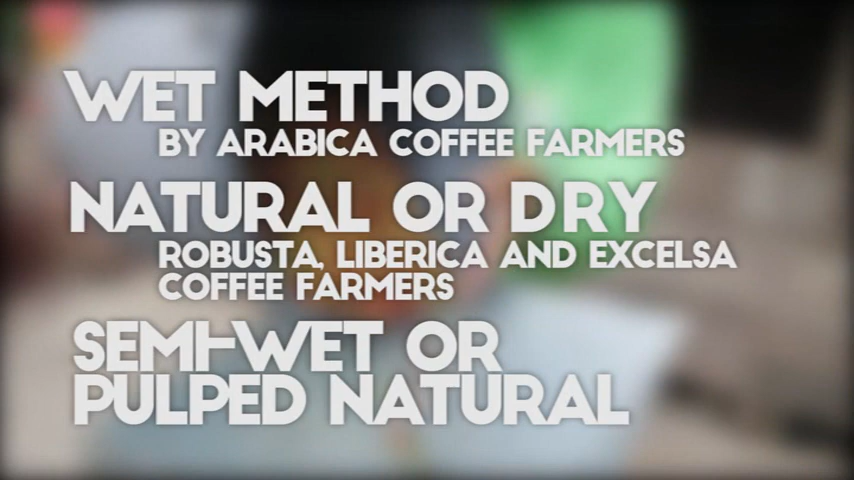 WET METHOD
BY ARABICA COFFEE FARMERS
NATURAL OR DRY
ROBUSTA, LIBERICA AND EXCELSA
COFFEE FARMERS
SEMI-WET OR
PULPED NATURAL